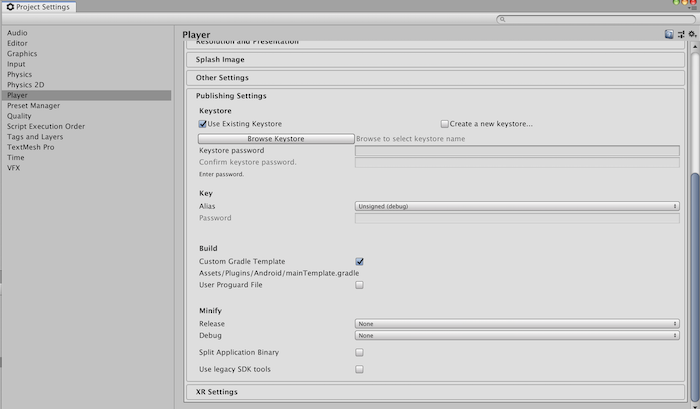 Project Settings
Audio
Editor
Graphics
Input
Physics
Physics 2D
Player
Preset Manager
Quality
Script Execution Order
Tags and Layers
TextMesh Pro
Time
VFX
Player
Resolution and Presentation
Splash Image
Other Settings
Publishing Settings
Keystore
Use Existing Keystore Create a new keystore...
Browse Keystore Browse to select keystore name
Keystore password
Confirm keystore password.
Enter password.
Key
Alias Unsigned (debug)
Password
Build
Custom Gradle Template
Assets/Plugins/Android/mainTemplate.gradle
User Proguard File
Minify
Release None
Debug None
Split Application Binary
Use legacy SDK tools
XR Settings